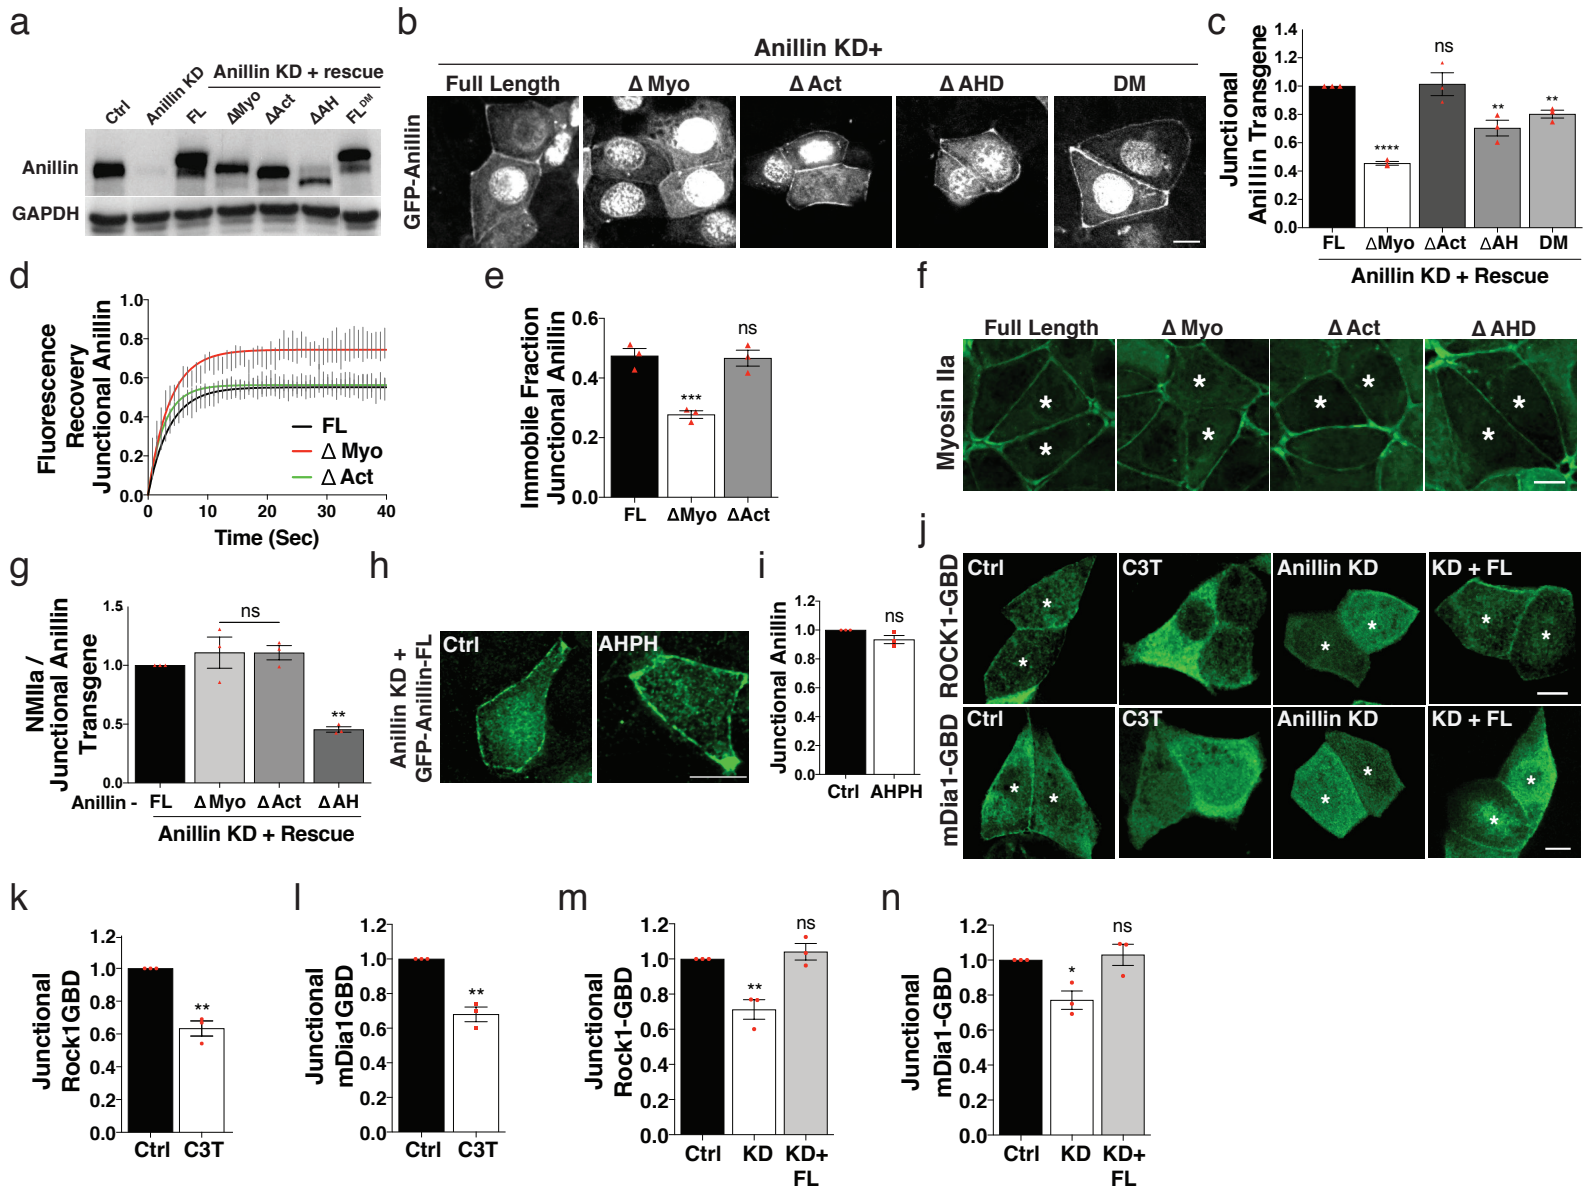 a
Anillin KD + rescue
Ctrl
Anillin KD
FL
ΔMyo
ΔAct
ΔAH
FL^DM
Anillin
GAPDH
b
Anillin KD+
Full Length
Δ Myo
Δ Act
Δ AHD
DM
GFP-Anillin
c
Junctional
Anillin Transgene
1.4
1.2
1.0
0.8
0.6
0.4
0.2
0.0
****
ns
**
**
FL
ΔMyo
ΔAct
ΔAH
DM
Anillin KD + Rescue
d
Fluorescence
Recovery
Junctional Anillin
1.0
0.8
0.6
0.4
0.2
0.0
FL
Δ Myo
Δ Act
0
10
20
30
40
Time (Sec)
e
Immobile Fraction
Junctional Anillin
0.6
0.4
0.2
0.0
***
ns
FL
ΔMyo
ΔAct
f
Full Length
Δ Myo
Δ Act
Δ AHD
Myosin IIa
* * * * * * * *
g
NMIIa /
Junctional Anillin
Transgene
1.5
1.0
0.5
0.0
ns
**
Anillin -
FL
Δ Myo
Δ Act
Δ AH
Anillin KD + Rescue
h
Anillin KD +
GFP-Anillin-FL
Ctrl
AHPH
i
Junctional Anillin
1.2
1.0
0.8
0.6
0.4
0.2
0.0
ns
Ctrl
AHPH
j
ROCK1-GBD
Ctrl
C3T
Anillin KD
KD + FL
* * * * * *
mDia1-GBD
Ctrl
C3T
Anillin KD
KD + FL
* * * * * *
k
Junctional
Rock1GBD
1.2
1.0
0.8
0.6
0.4
0.2
0.0
**
Ctrl
C3T
l
Junctional
mDia1GBD
1.2
1.0
0.8
0.6
0.4
0.2
0.0
**
Ctrl
C3T
m
Junctional
Rock1-GBD
1.2
1.0
0.8
0.6
0.4
0.2
0.0
**
ns
Ctrl
KD
KD+
FL
n
Junctional
mDia1-GBD
1.2
1.0
0.8
0.6
0.4
0.2
0.0
*
ns
Ctrl
KD
KD+
FL